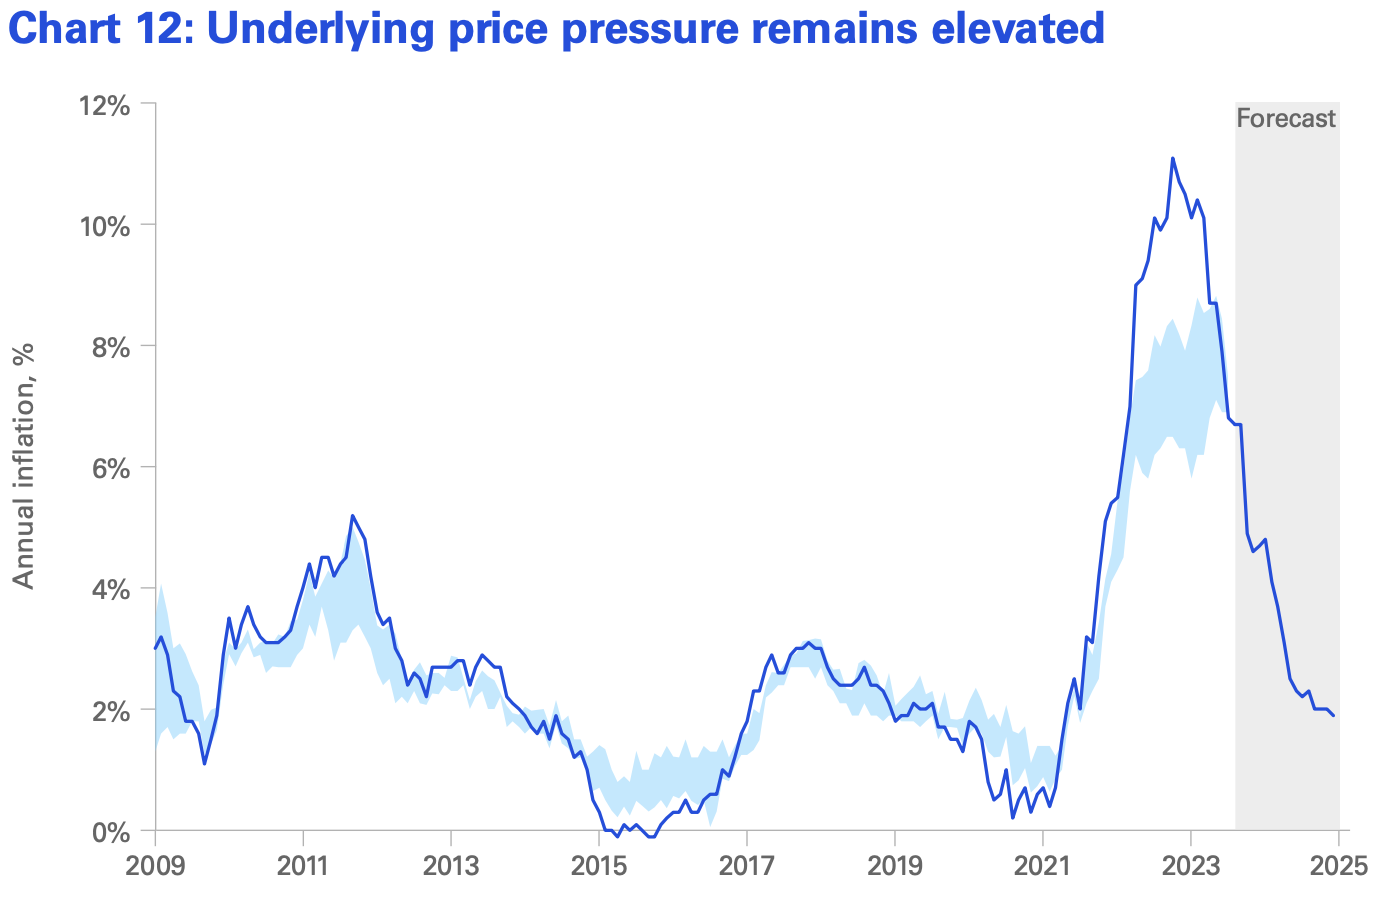 Chart 12: Underlying price pressure remains elevated
Annual inflation, %
12%
10%
8%
6%
4%
2%
0%
Forecast
2009 2011 2013 2015 2017 2019 2021 2023 2025